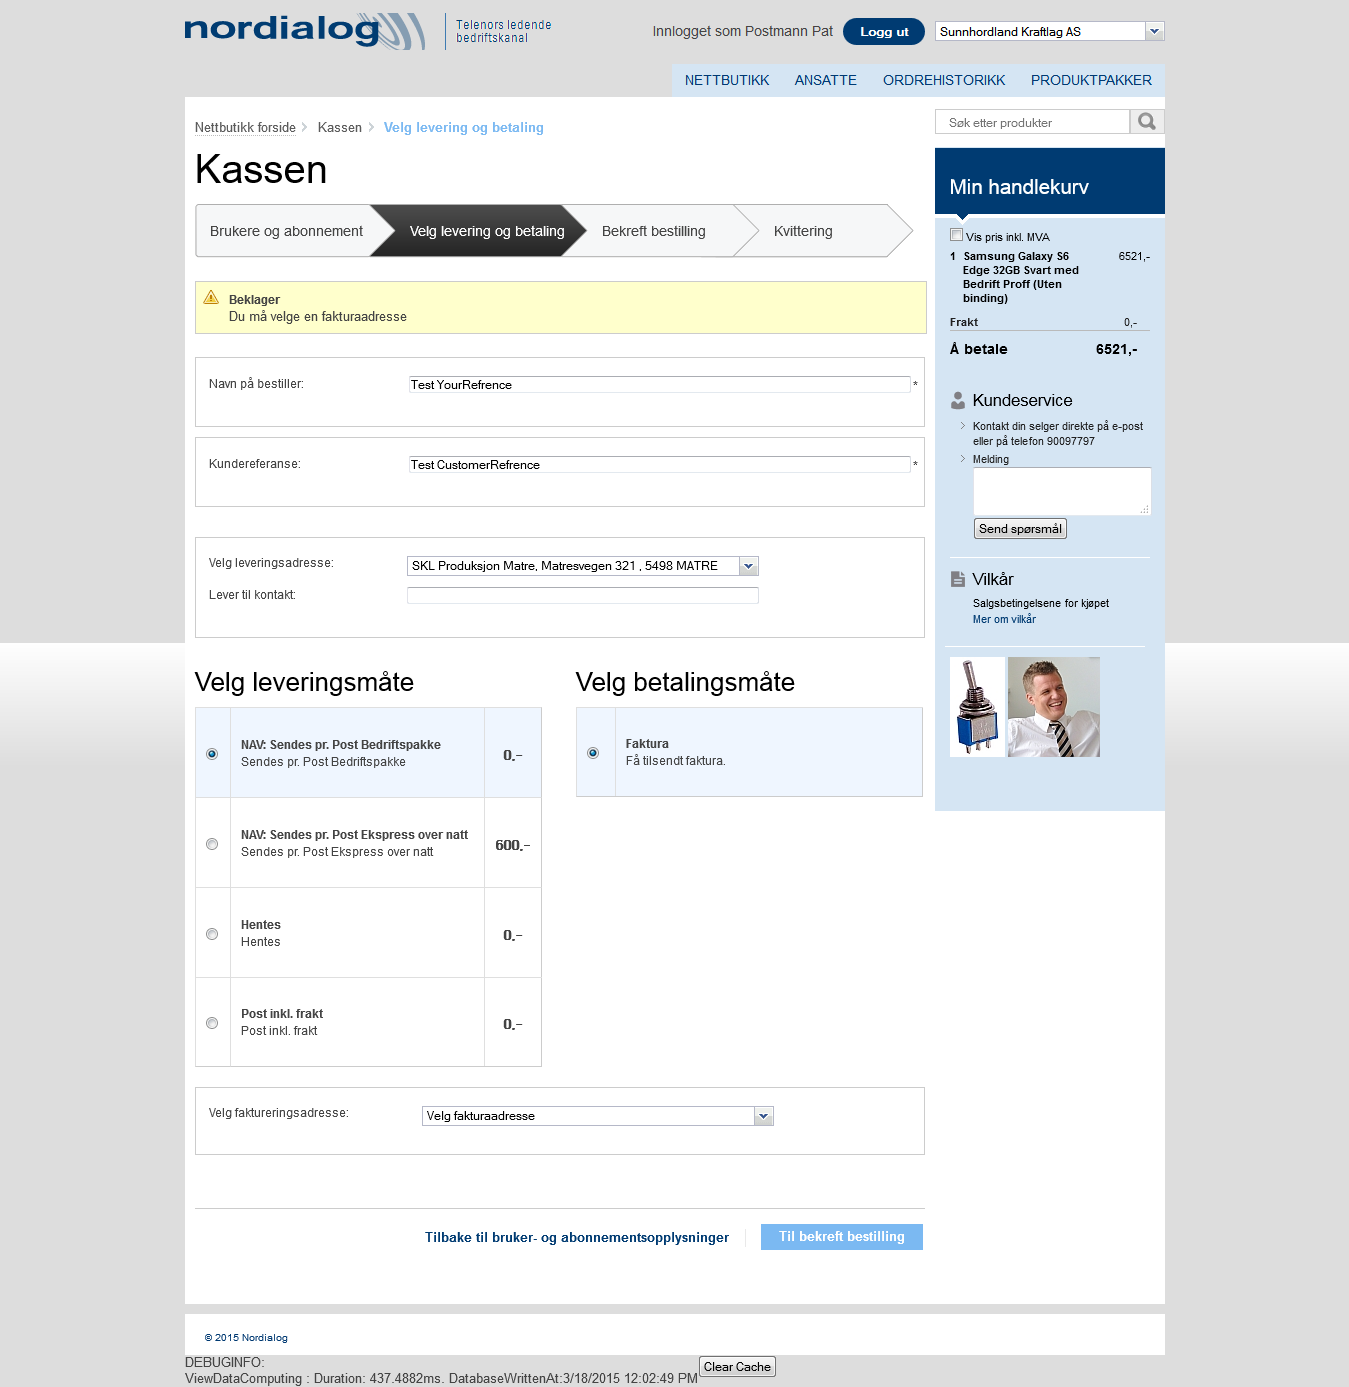 nordialog
Telenors ledende
bedriftskanal
Innlogget som Postmann Pat
Logg ut
Sunnhordland Kraftlag AS
NETTBUTIKK ANSATTE ORDREHISTORIKK PRODUKTPAKKER
Nettbutikk forside Kassen Velg levering og betaling
Kassen
Brukere og abonnement Velg levering og betaling Bekreft bestilling Kvittering
Beklager
Du må velge en fakturaadresse
Navn på bestiller: Test YourRefrence *
Kundereferanse: Test CustomerRefrence *
Velg leveringsadresse: SKL Produksjon Matre, Matresvegen 321 , 5498 MATRE
Lever til kontakt:
Velg leveringsmåte
NAV: Sendes pr. Post Bedriftspakke
Sendes pr. Post Bedriftspakke
0,-
NAV: Sendes pr. Post Ekspress over natt
Sendes pr. Post Ekspress over natt
600,-
Hentes
Hentes
0,-
Post inkl. frakt
Post inkl. frakt
0,-
Velg betalingsmåte
Faktura
Få tilsendt faktura.
Velg faktureringsadresse: Velg fakturaadresse
Tilbake til bruker- og abonnementsopplysninger
Til bekreft bestilling
Søk etter produkter
Min handlekurv
Vis pris inkl. MVA
1 Samsung Galaxy S6 6521,-
Edge 32GB Svart med
Bedrift Proff (Uten
binding)
Frakt 0,-
Å betale 6521,-
Kundeservice
Kontakt din selger direkte på e-post
eller på telefon 90097797
Melding
Send spørsmål
Vilkår
Salgsbetingelsene for kjøpet
Mer om vilkår
© 2015 Nordialog
DEBUGINFO:
ViewDataComputing : Duration: 437.4882ms. DatabaseWrittenAt:3/18/2015 12:02:49 PM
Clear Cache